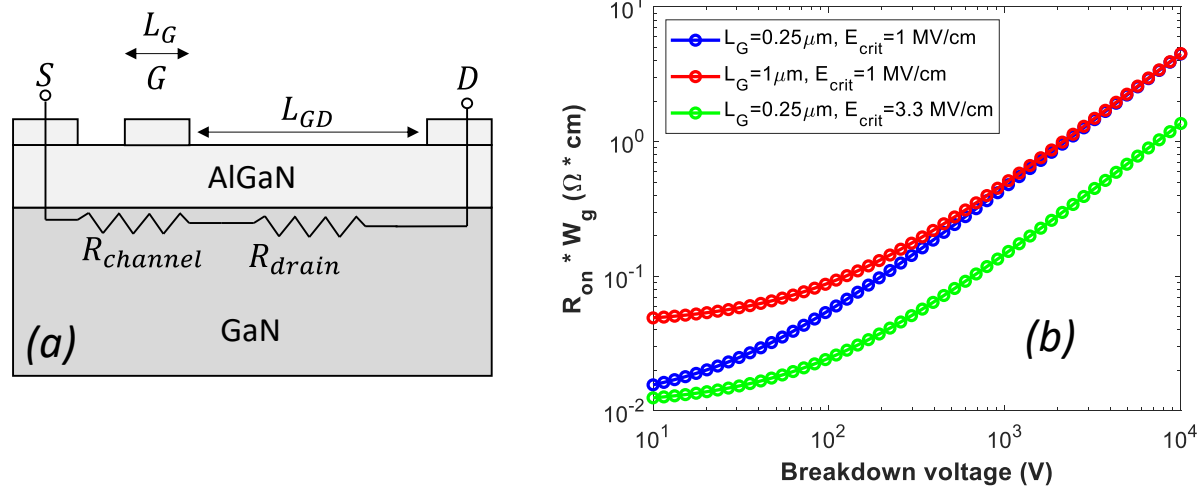 L_G
S
G
D
L_GD
AlGaN
R_channel
R_drain
GaN
(a)
10^1
10^0
10^-1
10^-2
R_on * W_g (Ω * cm)
L_G=0.25μm, E_crit=1 MV/cm
L_G=1μm, E_crit=1 MV/cm
L_G=0.25μm, E_crit=3.3 MV/cm
(b)
10^1
10^2
10^3
10^4
Breakdown voltage (V)